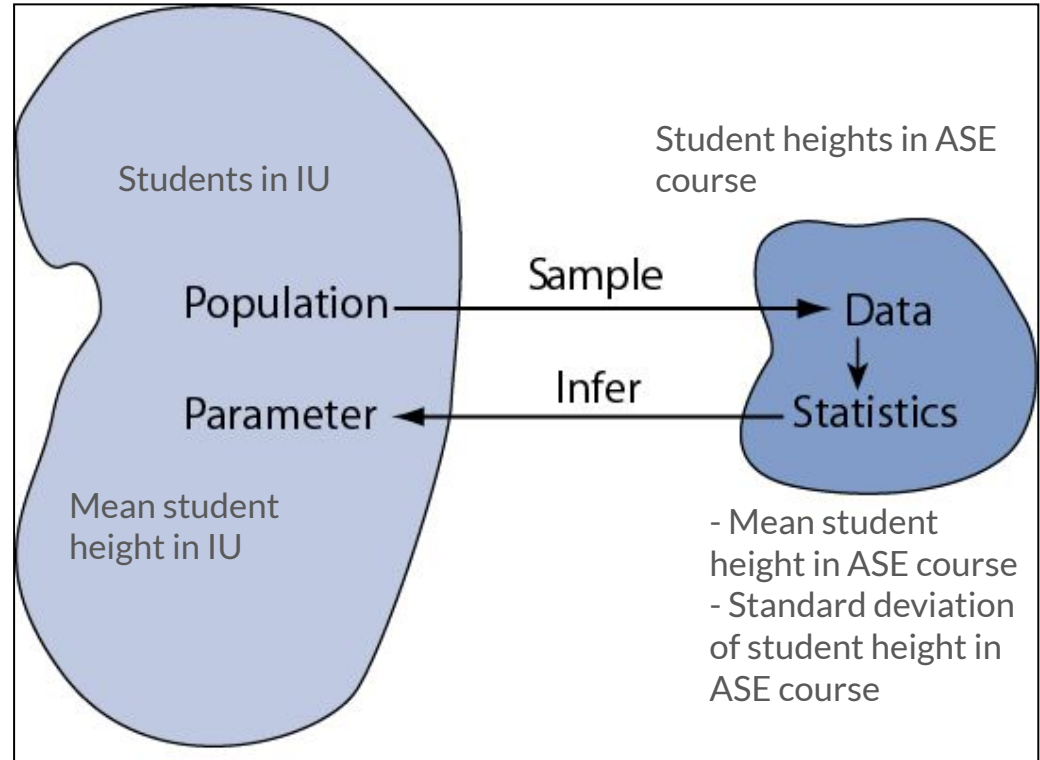 Students in IU
Student heights in ASE
course
Sample
Population
Data
Infer
Parameter
Statistics
Mean student
height in IU
- Mean student
height in ASE course
- Standard deviation
of student height in
ASE course